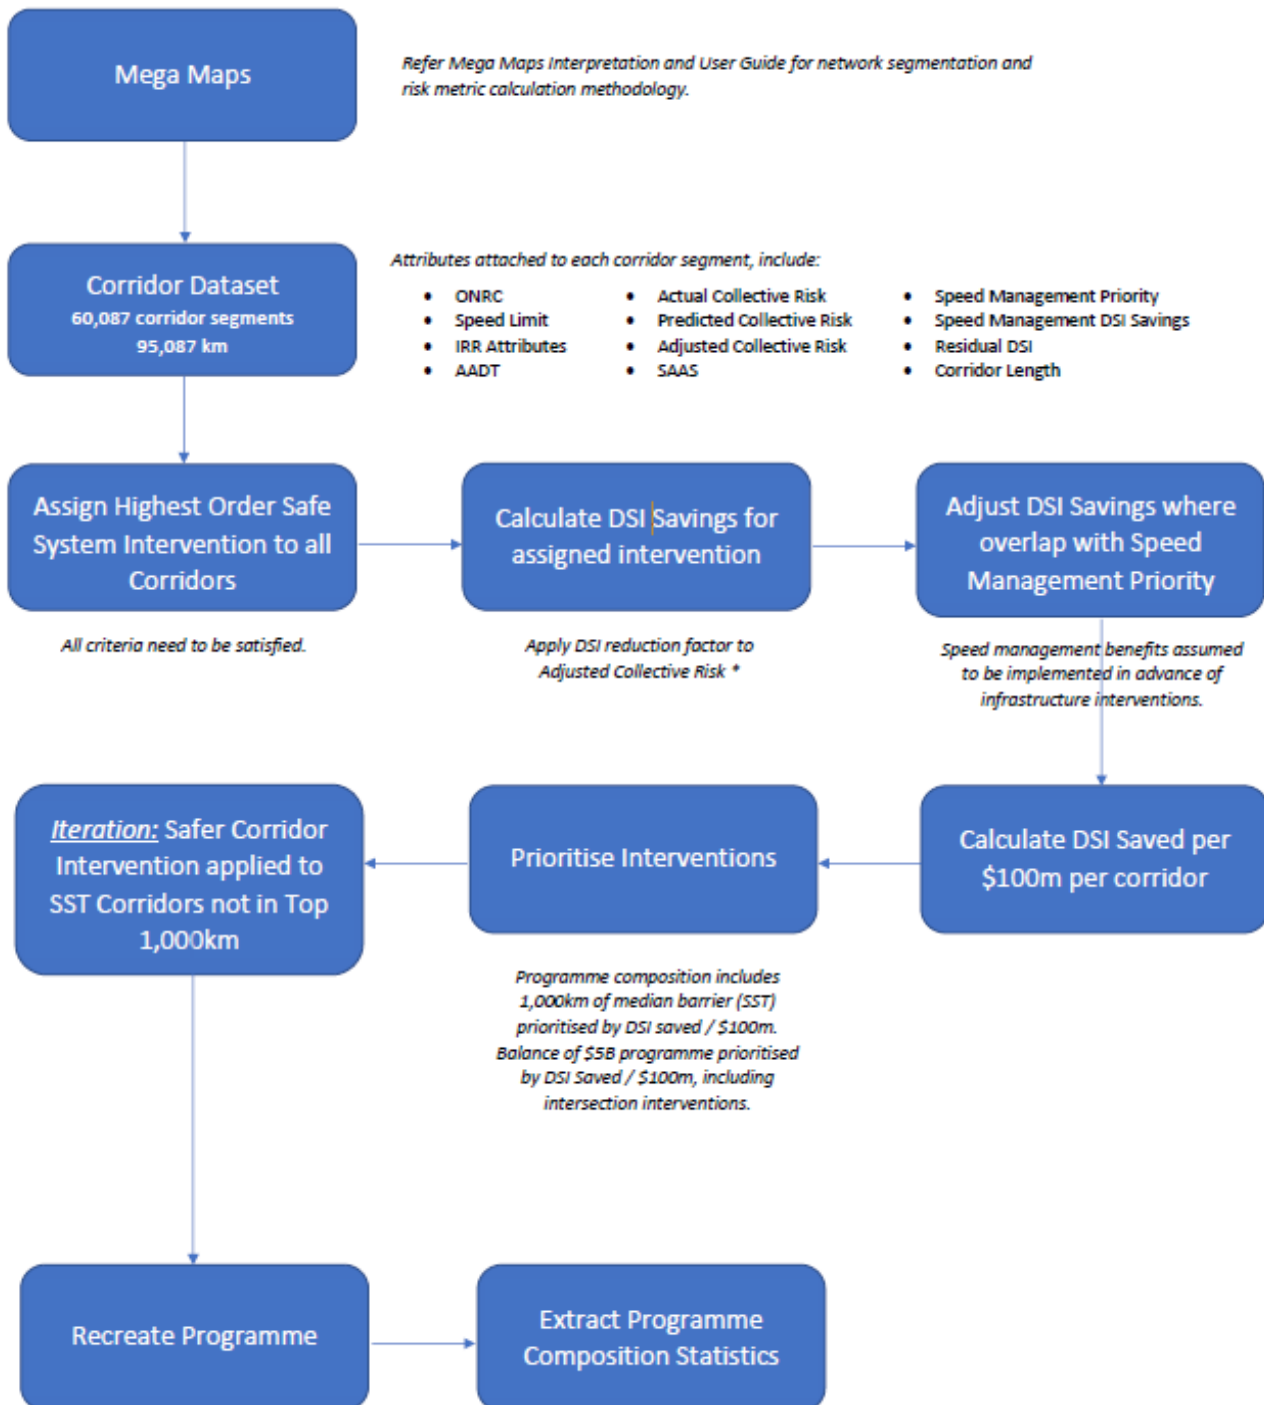 Mega Maps
Refer Mega Maps Interpretation and User Guide for network segmentation and
risk metric calculation methodology.
Corridor Dataset
60,087 corridor segments
95,087 km
Attributes attached to each corridor segment, include:
• ONRC
• Speed Limit
• IRR Attributes
• AADT
• Actual Collective Risk
• Predicted Collective Risk
• Adjusted Collective Risk
• SAAS
• Speed Management Priority
• Speed Management DSI Savings
• Residual DSI
• Corridor Length
Assign Highest Order Safe
System Intervention to all
Corridors
All criteria need to be satisfied.
Calculate DSI Savings for
assigned intervention
Apply DSI reduction factor to
Adjusted Collective Risk *
Adjust DSI Savings where
overlap with Speed
Management Priority
Speed management benefits assumed
to be implemented in advance of
infrastructure interventions.
Calculate DSI Saved per
$100m per corridor
Prioritise Interventions
Programme composition includes
1,000km of median barrier (SST)
prioritised by DSI saved / $100m.
Balance of $5B programme prioritised
by DSI Saved / $100m, including
intersection interventions.
Iteration: Safer Corridor
Intervention applied to
SST Corridors not in Top
1,000km
Recreate Programme
Extract Programme
Composition Statistics